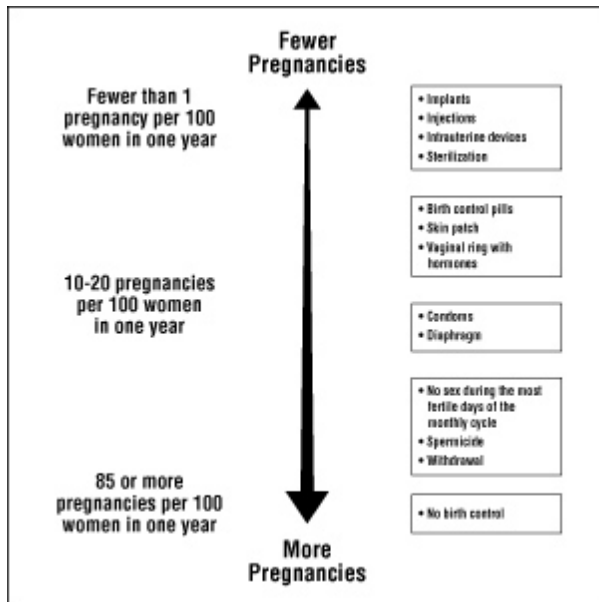 Fewer
Pregnancies
Fewer than 1
pregnancy per 100
women in one year
• Implants
• Injections
• Intrauterine devices
• Sterilization
• Birth control pills
• Skin patch
• Vaginal ring with
hormones
10-20 pregnancies
per 100 women
in one year
• Condoms
• Diaphragm
• No sex during the most
fertile days of the
monthly cycle
• Spermicide
• Withdrawal
85 or more
pregnancies per 100
women in one year
• No birth control
More
Pregnancies